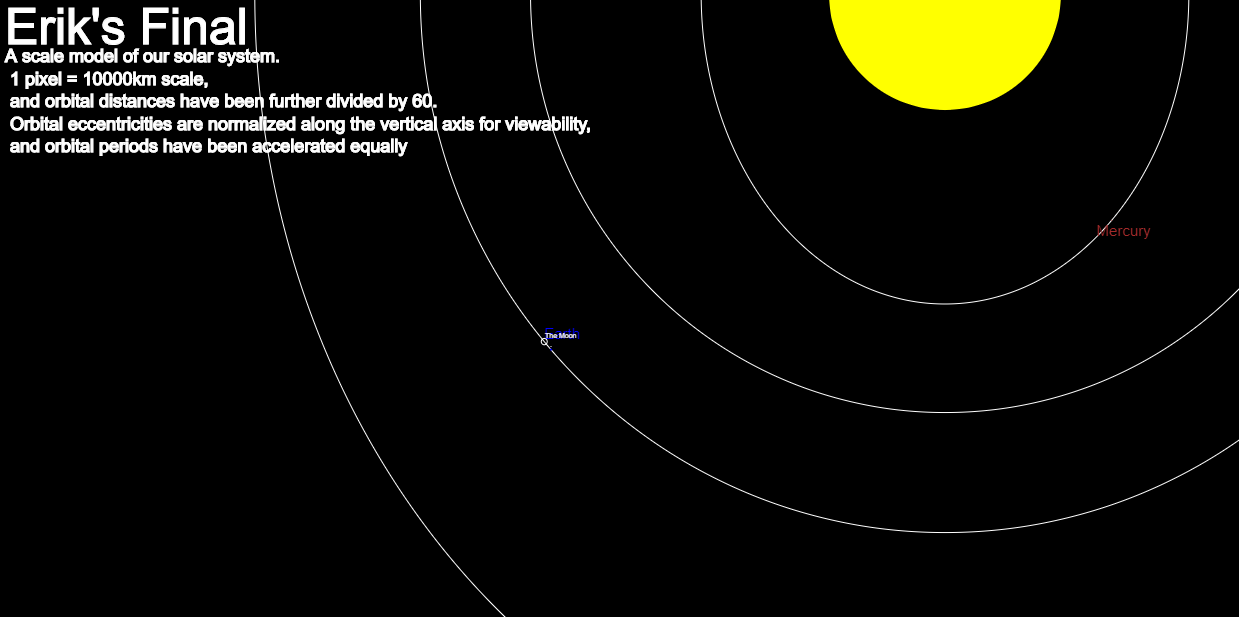 Erik's Final
A scale model of our solar system.
1 pixel = 10000km scale,
and orbital distances have been further divided by 60.
Orbital eccentricities are normalized along the vertical axis for viewability,
and orbital periods have been accelerated equally
Mercury
Earth
The Moon